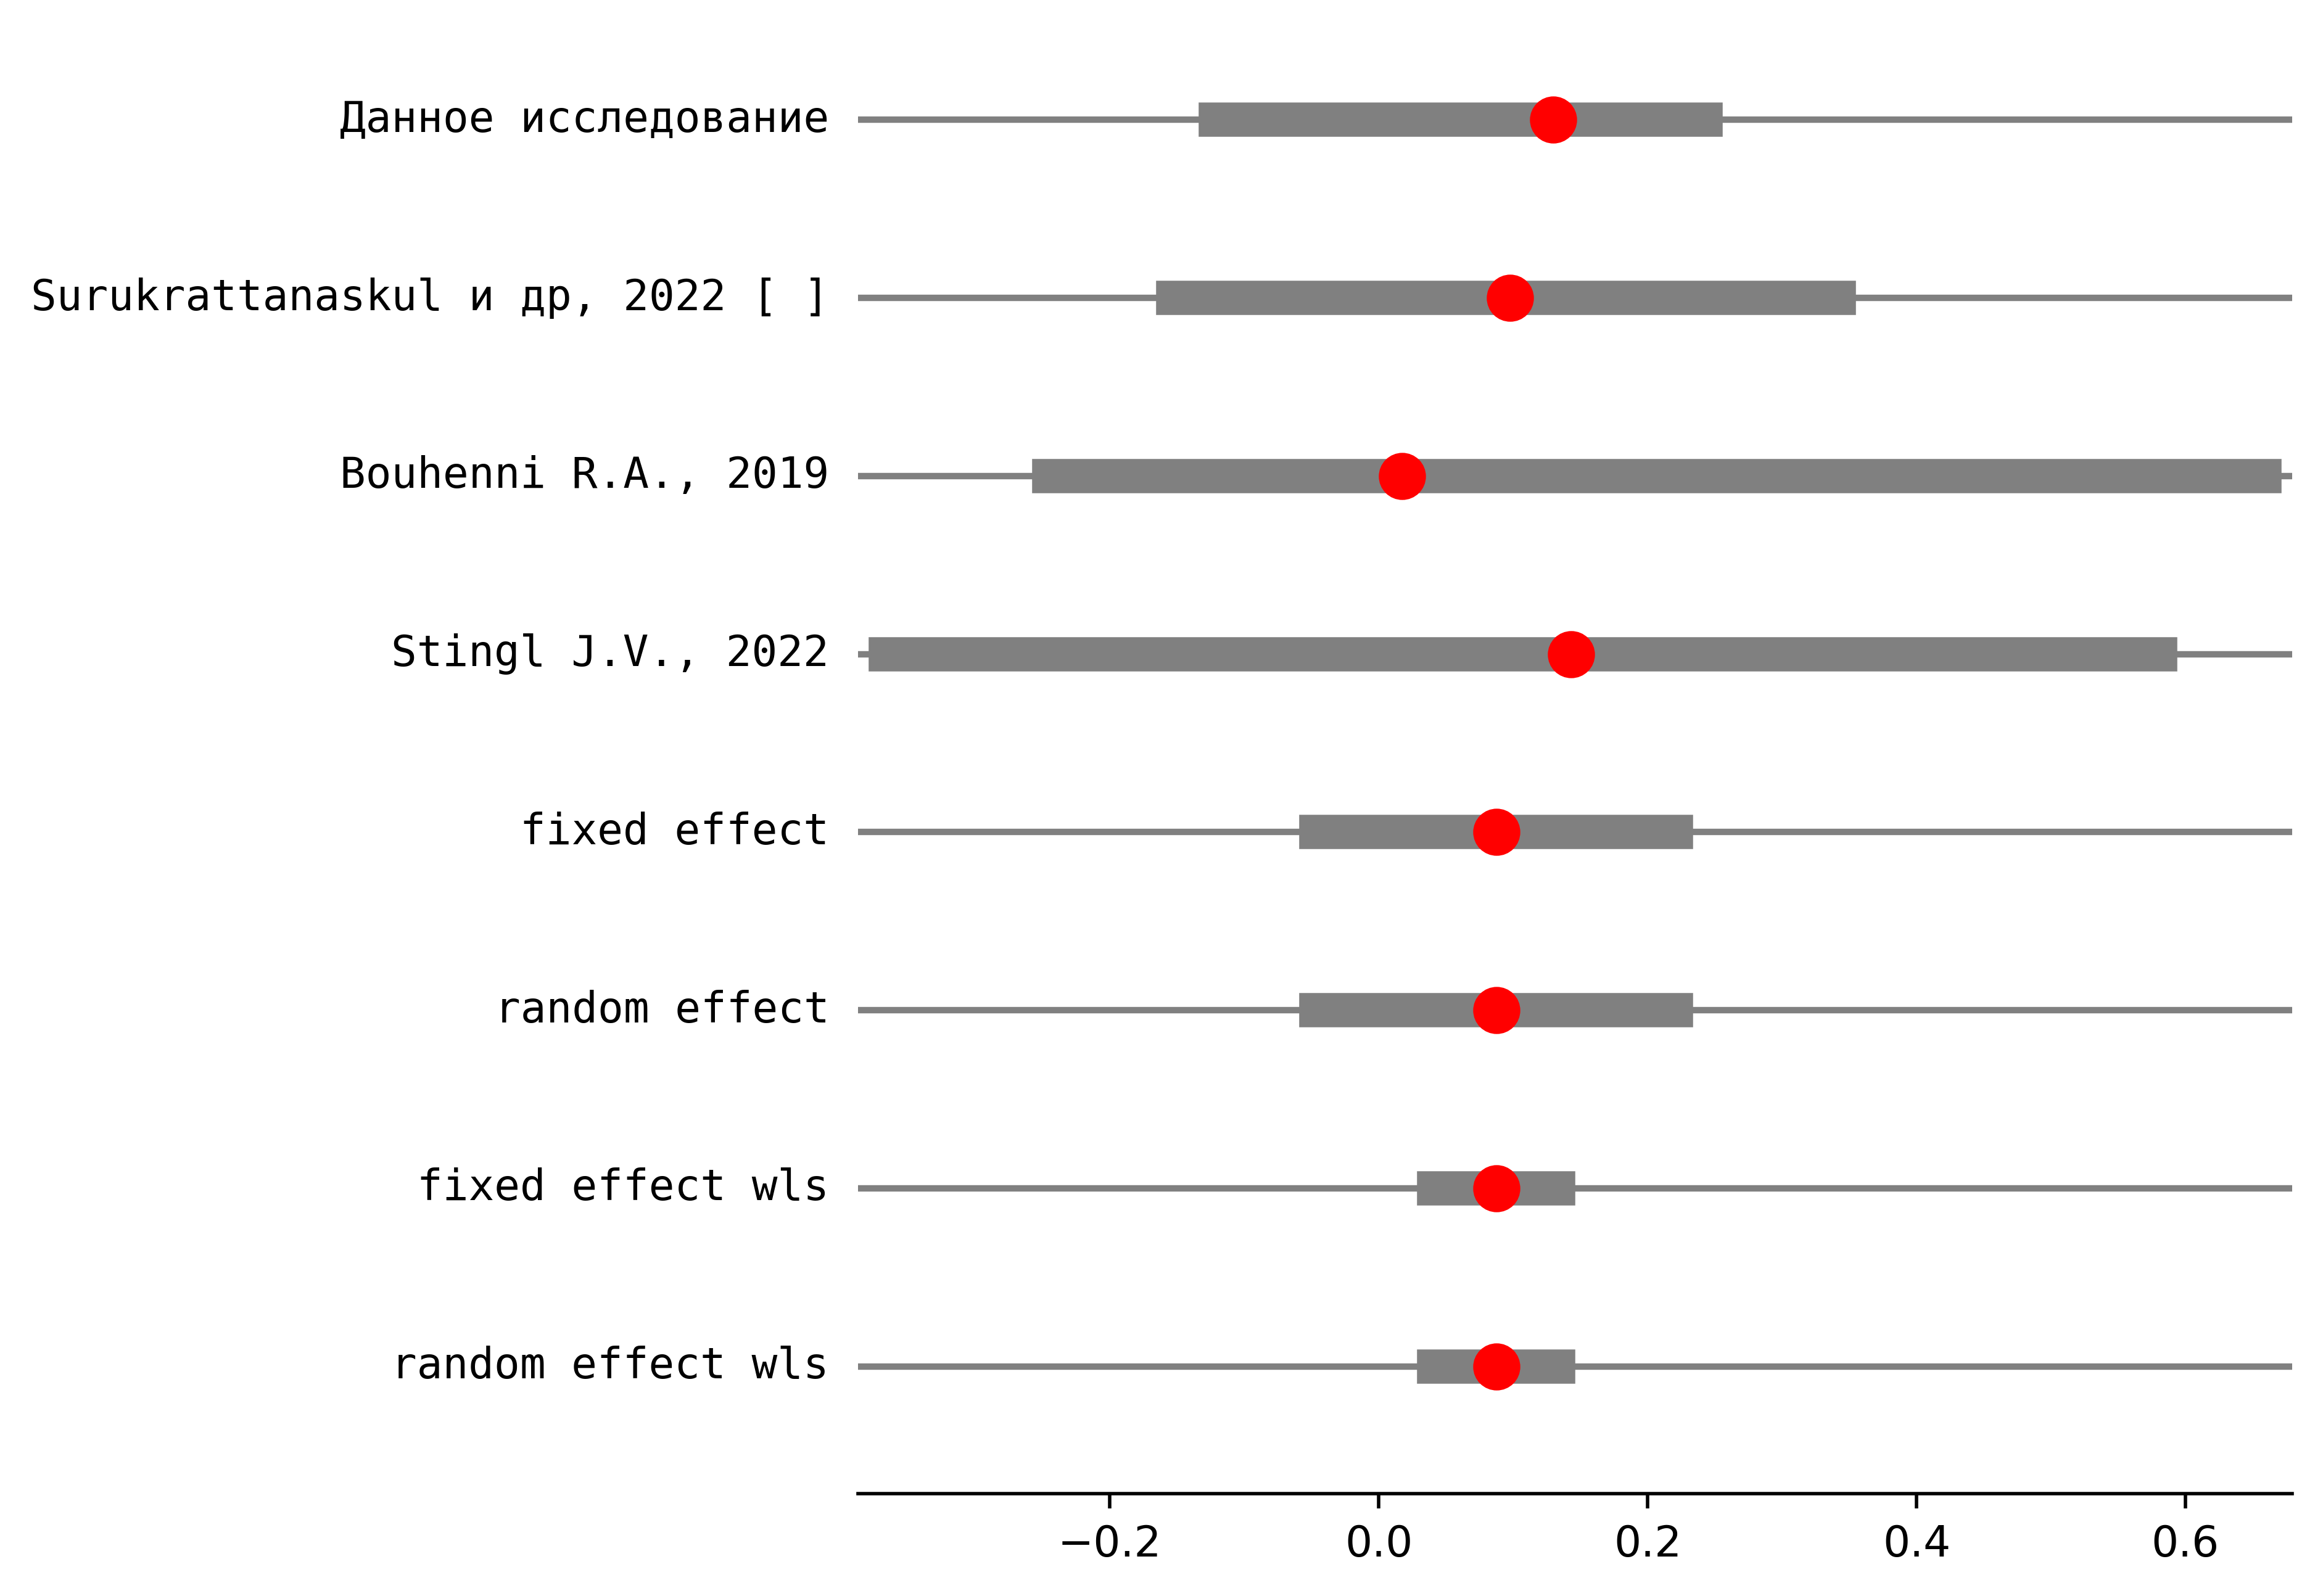 Данное исследование
Surukrattanaskul и др, 2022 [ ]
Bouhenni R.A., 2019
Stingl J.V., 2022
fixed effect
random effect
fixed effect wls
random effect wls
−0.2 0.0 0.2 0.4 0.6